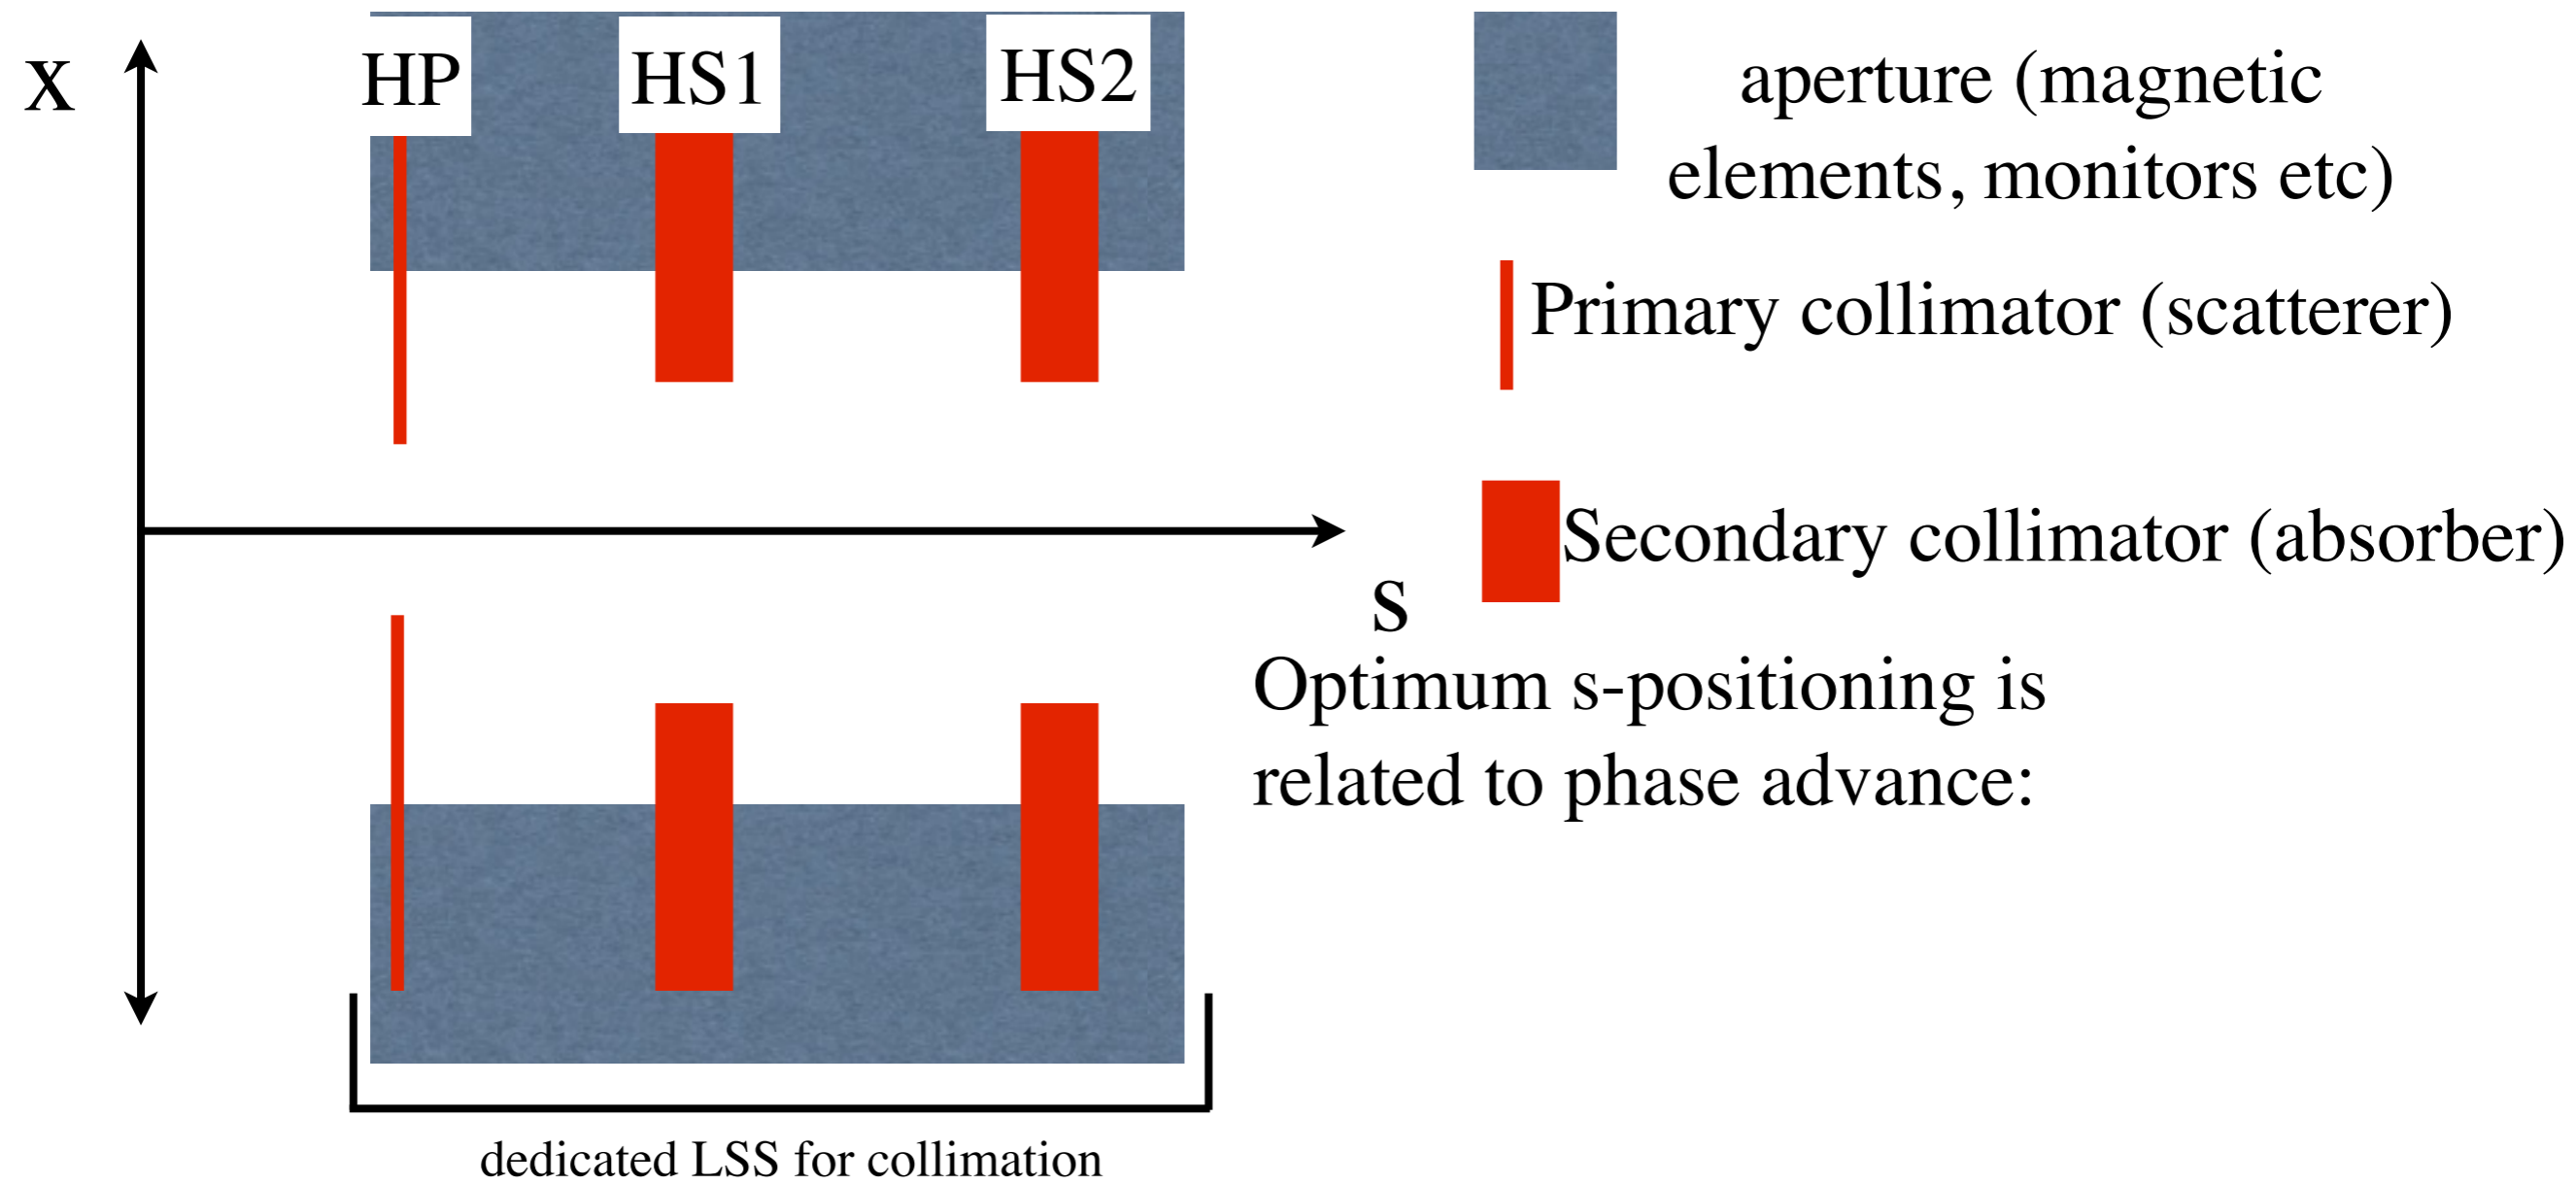 x
HP
HS1
HS2
aperture (magnetic
elements, monitors etc)
Primary collimator (scatterer)
Secondary collimator (absorber)
s
Optimum s-positioning is
related to phase advance:
dedicated LSS for collimation